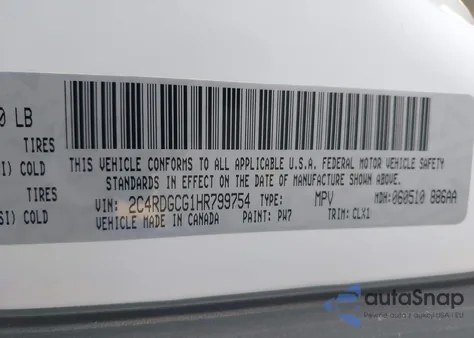 0 LB
TIRES
I) COLD
TIRES
SI) COLD
THIS VEHICLE CONFORMS TO ALL APPLICABLE U.S.A. FEDERAL MOTOR VEHICLE SAFETY
STANDARDS IN EFFECT ON THE DATE OF MANUFACTURE SHOWN ABOVE.
VIN: 2C4RDGCG1HR799754 TYPE: MPV MDH: 060510 886AA
VEHICLE MADE IN CANADA PAINT: PW7 TRIM: CLX1
autaSnap